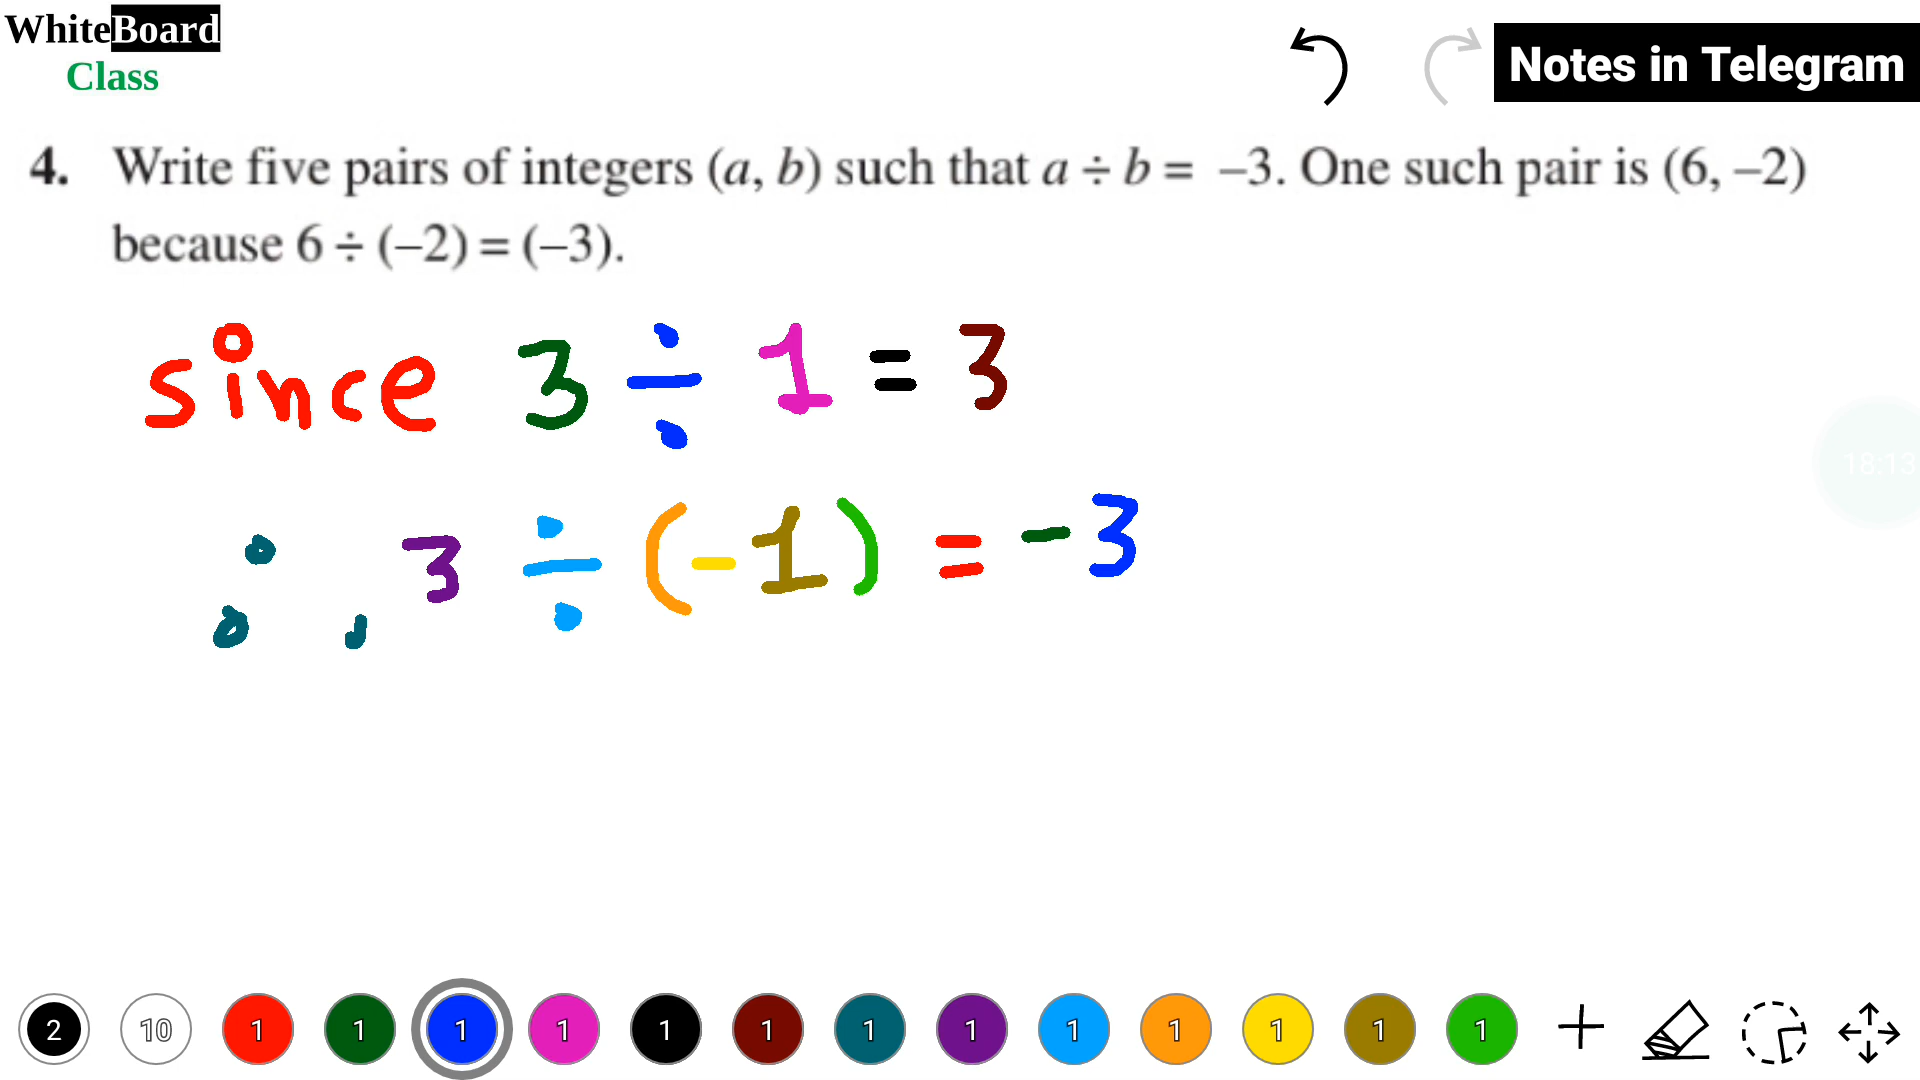 WhiteBoard
Class
Notes in Telegram
4. Write five pairs of integers (a, b) such that a ÷ b = –3. One such pair is (6, –2)
because 6 ÷ (–2) = (–3).
since 3 ÷ 1 = 3
18:13
, 3 ÷ (-1) = -3
2 10 1 1 1 1 1 1 1 1 1 1 1 1 1